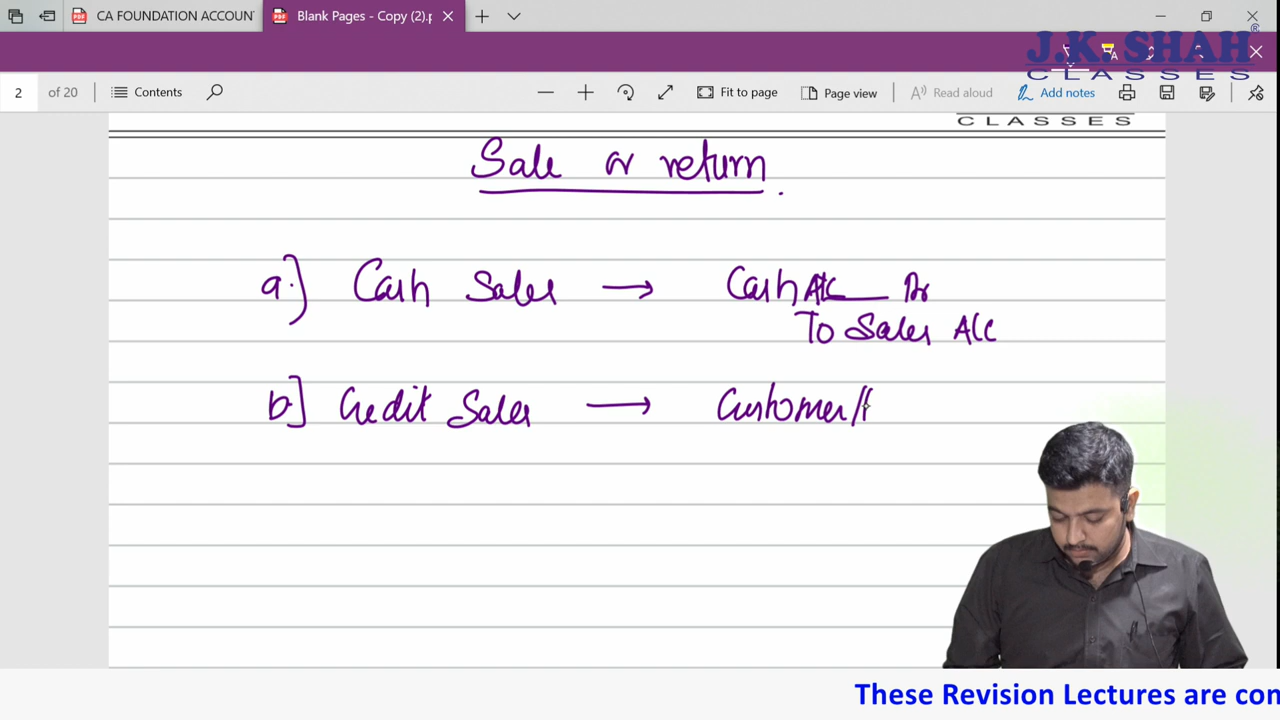 CA FOUNDATION ACCOUNT
Blank Pages - Copy (2).p
J.K. SHAH ®
CLASSES
2 of 20
Contents
Fit to page
Page view
Read aloud
Add notes
CLASSES
Sale or return.
a.) Cash Sales → Cash A/c Dr
To Sales A/c
b] Credit Sales → Customer/
These Revision Lectures are con